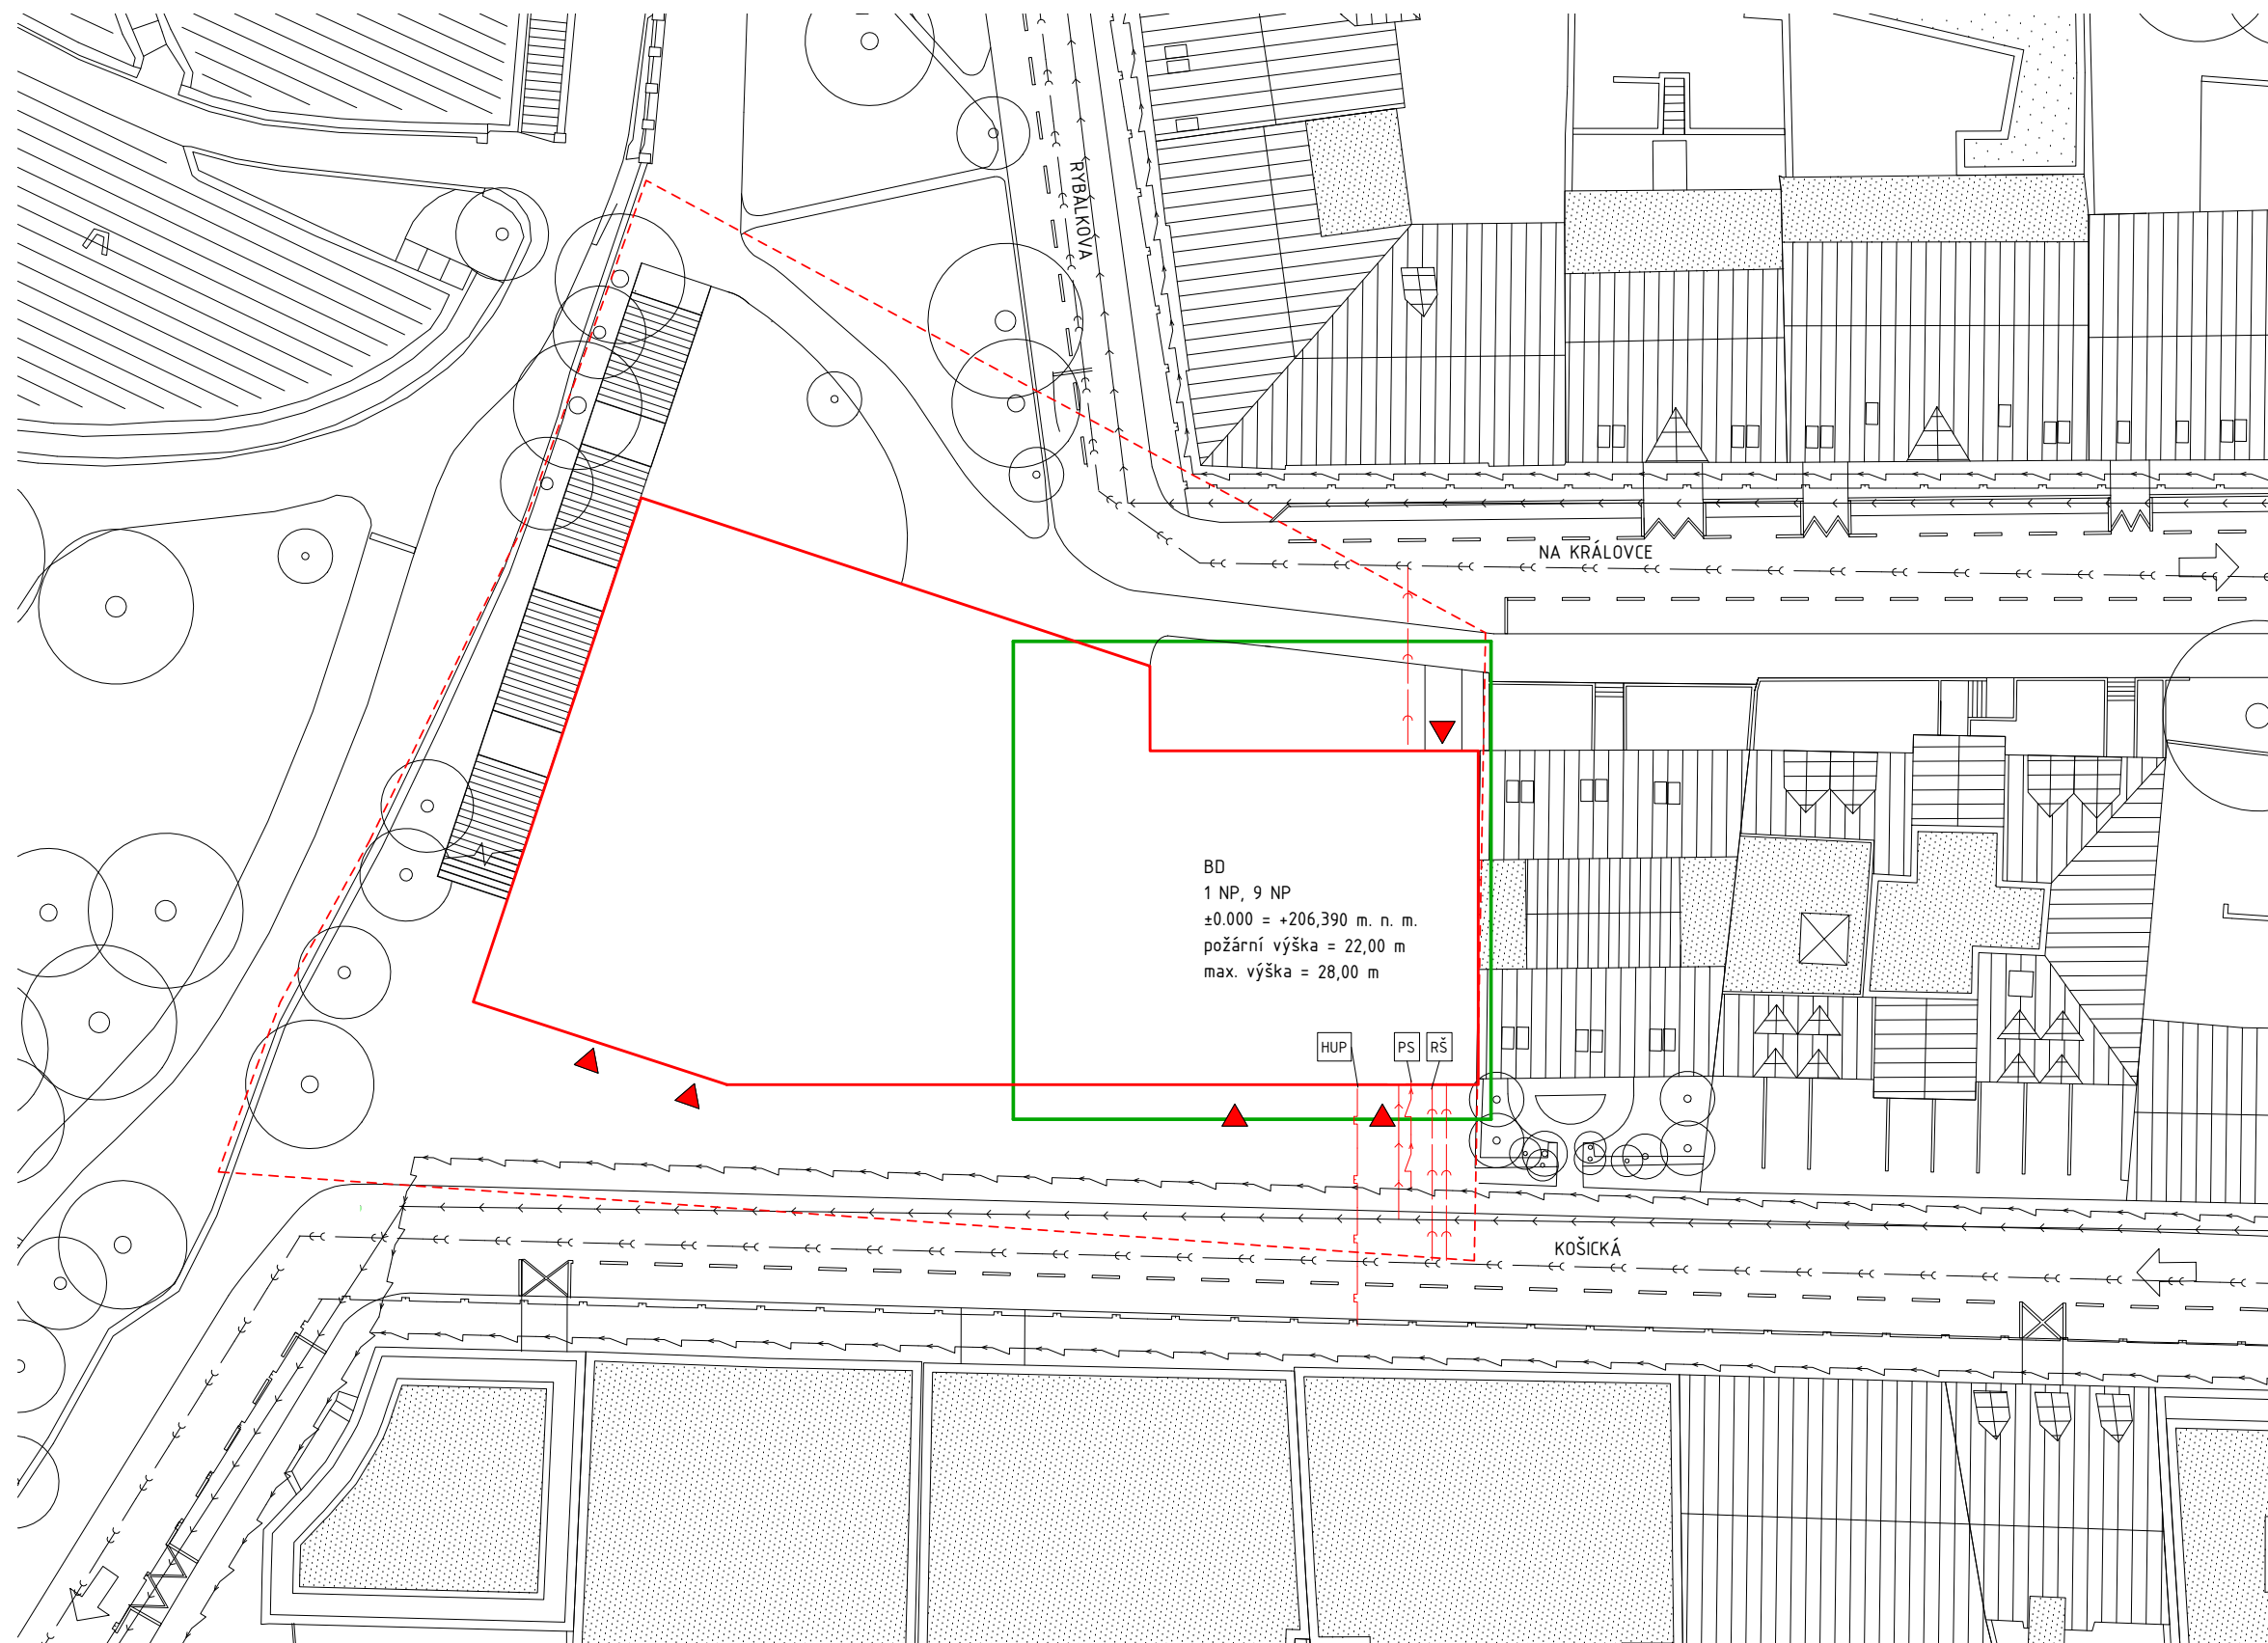 RYBALKOVA
NA KRÁLOVCE
BD
1 NP, 9 NP
±0.000 = +206,390 m. n. m.
požární výška = 22,00 m
max. výška = 28,00 m
HUP
PS
RŠ
KOŠICKÁ